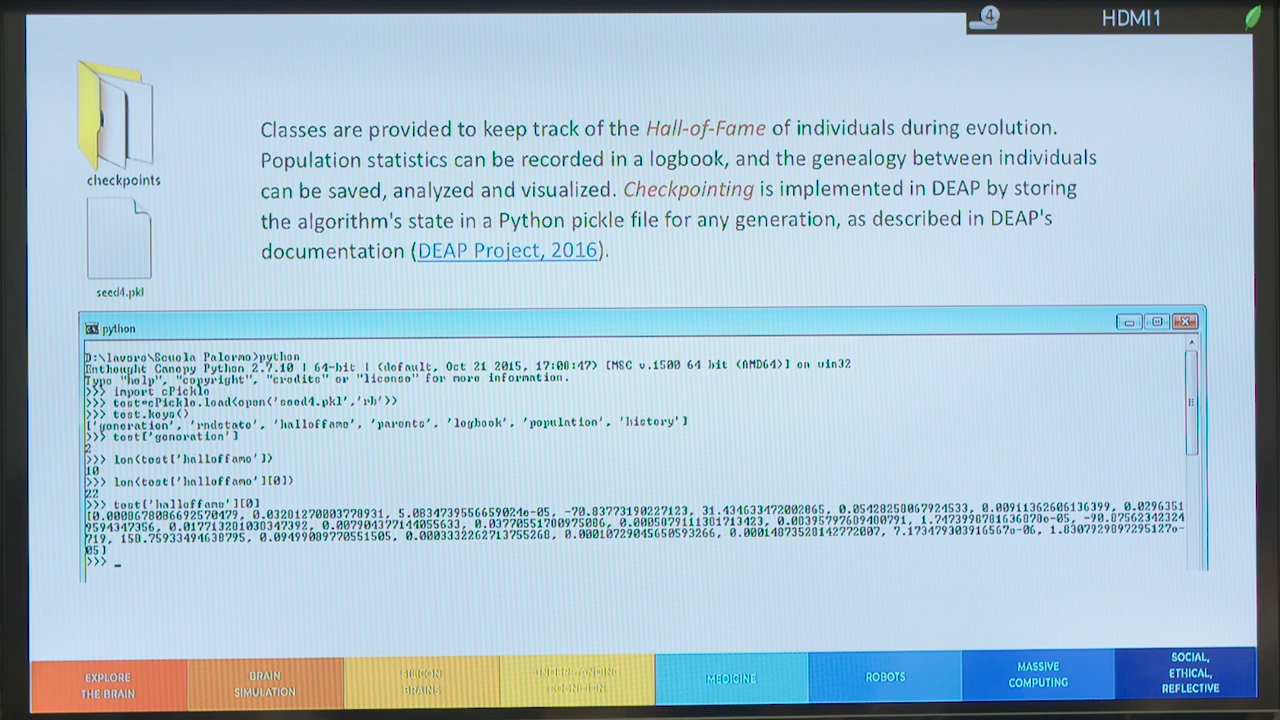 4
HDMI1
checkpoints
seed4.pkl
Classes are provided to keep track of the Hall-of-Fame of individuals during evolution.
Population statistics can be recorded in a logbook, and the genealogy between individuals
can be saved, analyzed and visualized. Checkpointing is implemented in DEAP by storing
the algorithm's state in a Python pickle file for any generation, as described in DEAP's
documentation (DEAP Project, 2016).
python
D:\lavoro\Scuola Palermo>python
Enthought Canopy Python 2.7.10 | 64-bit | (default, Oct 21 2015, 17:08:47) [MSC v.1500 64 bit (AMD64)] on win32
Type "help", "copyright", "credits" or "license" for more information.
>>> import cPickle
>>> test=cPickle.load(open('seed4.pkl','rb'))
>>> test.keys()
['generation', 'rndstate', 'halloffame', 'parents', 'logbook', 'population', 'history']
>>> test['generation']
2
>>> len(test['halloffame'])
10
>>> len(test['halloffame'][0])
22
>>> test['halloffame'][0]
>>> _
EXPLORE
THE BRAIN
BRAIN
SIMULATION
SILICON
BRAINS
UNDERSTANDING
COGNITION
MEDICINE
ROBOTS
MASSIVE
COMPUTING
SOCIAL,
ETHICAL,
REFLECTIVE